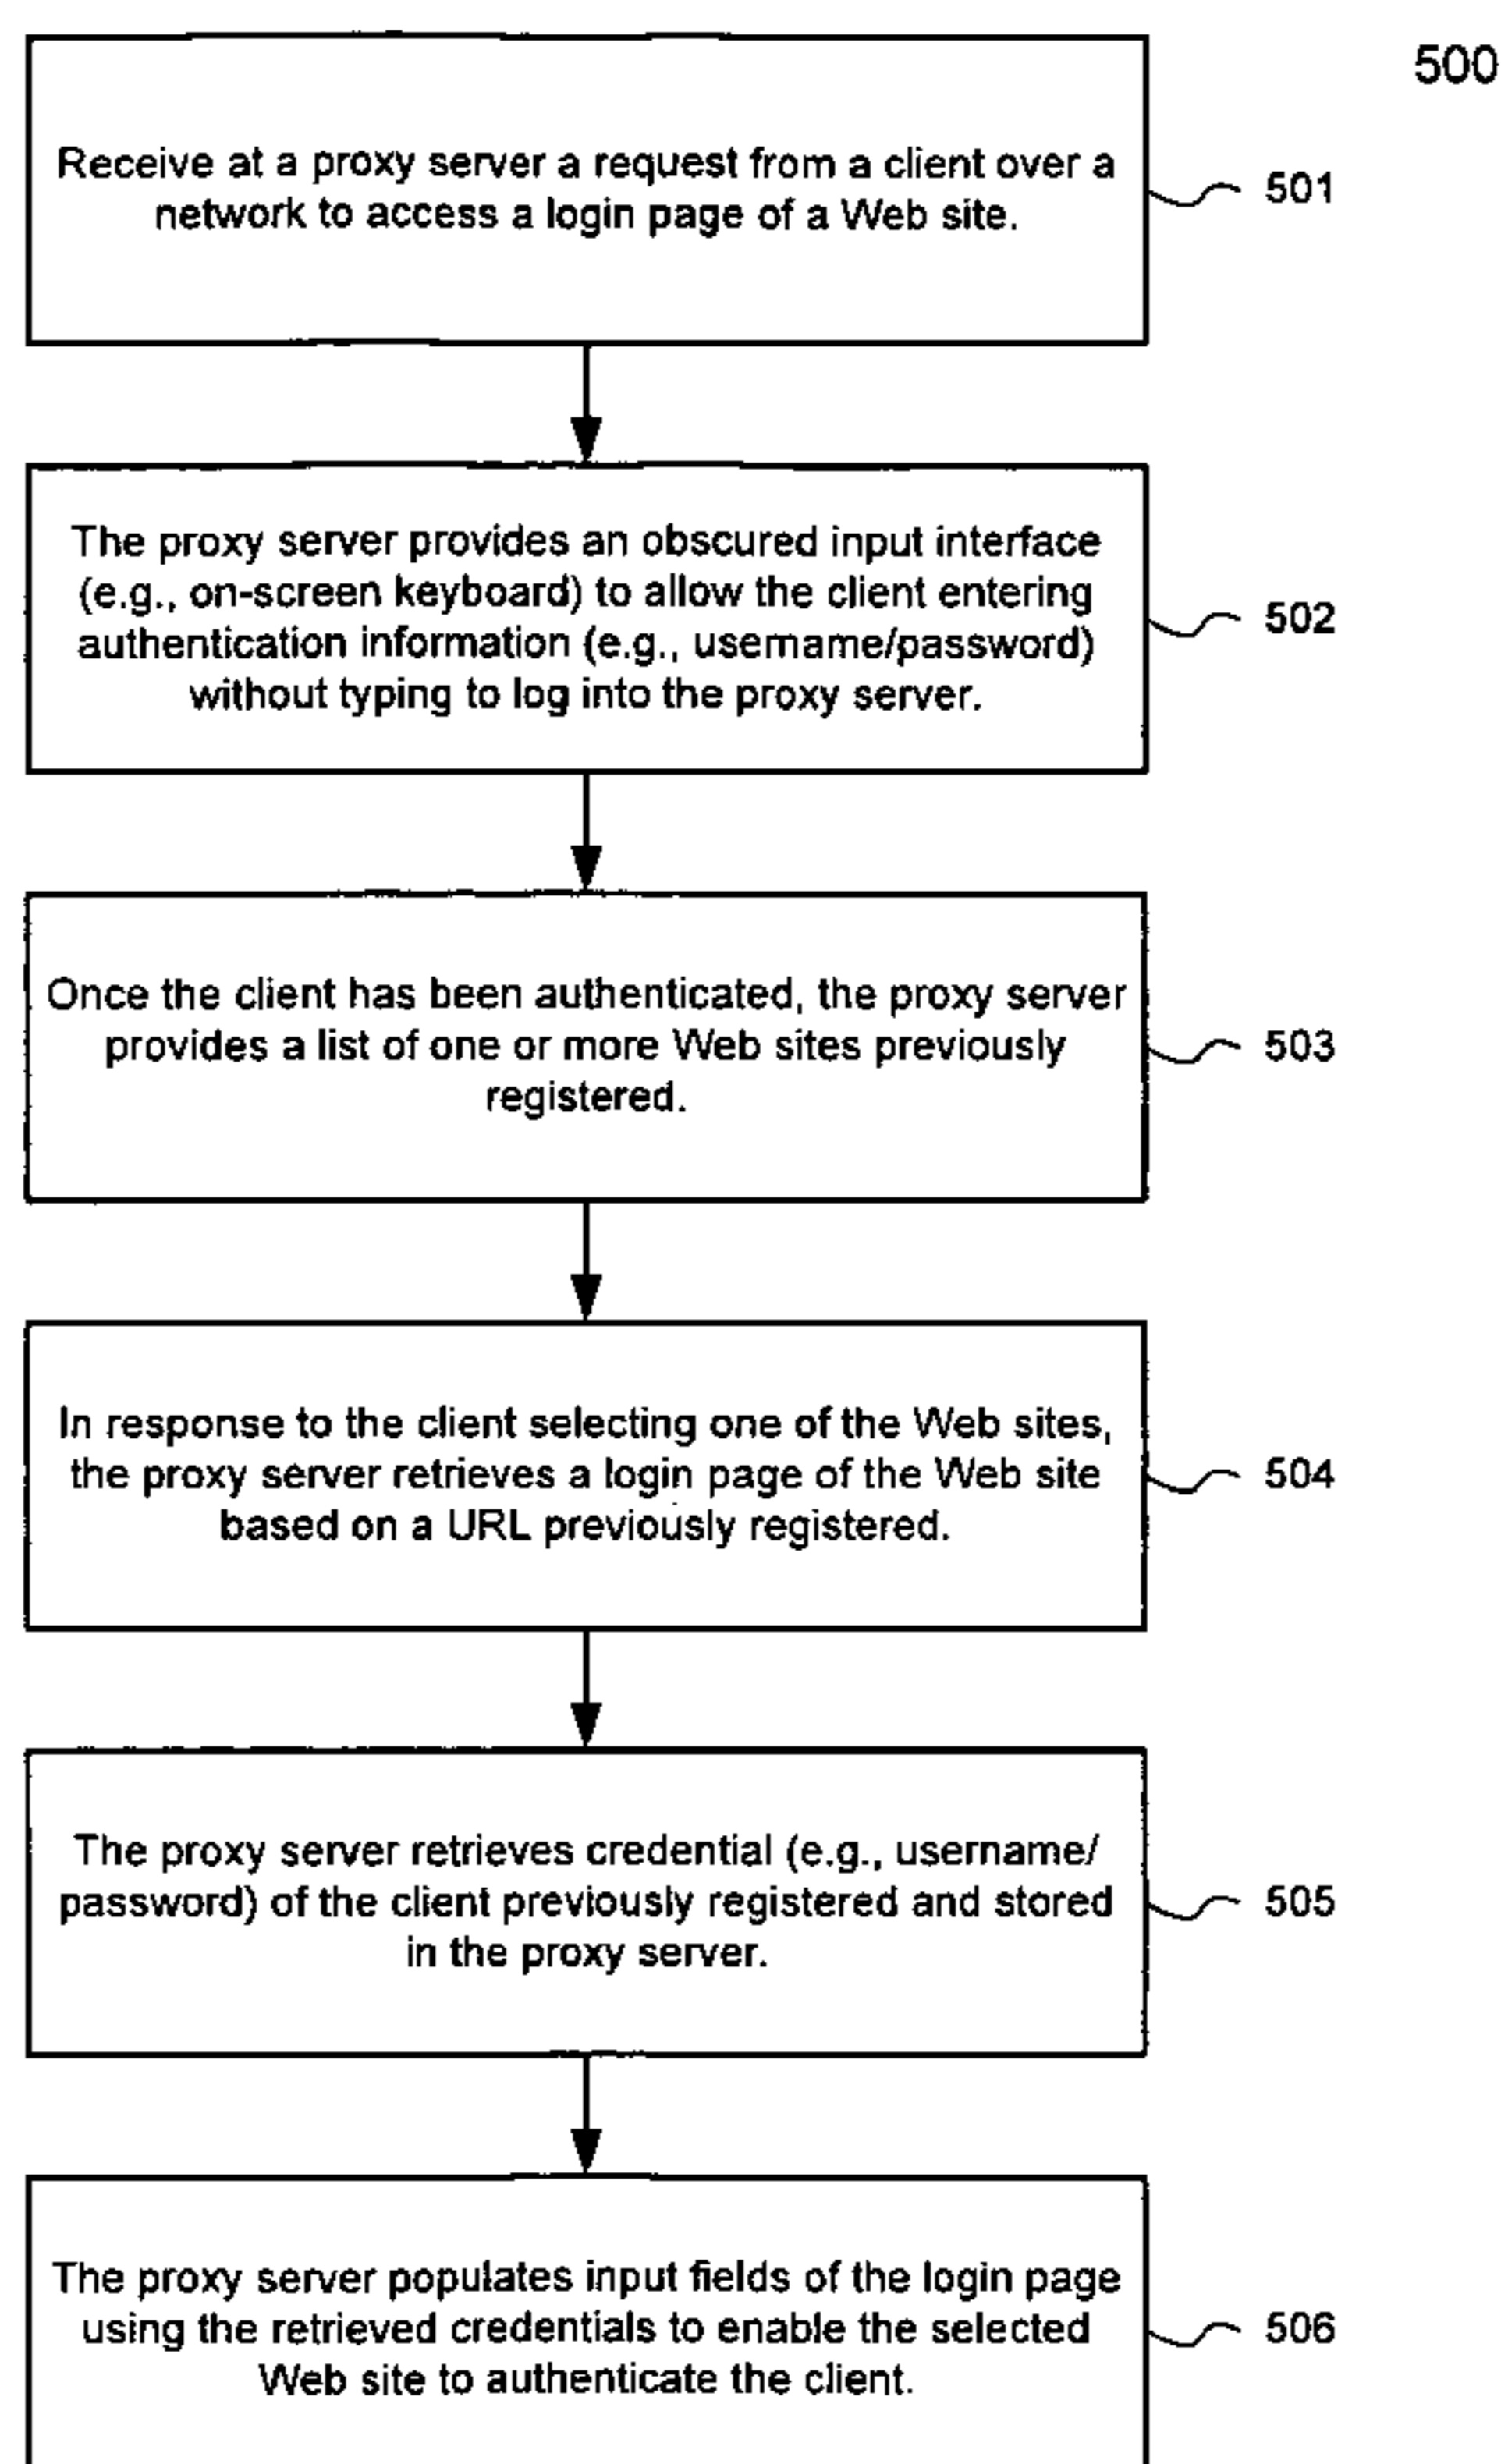 500
Receive at a proxy server a request from a client over a
network to access a login page of a Web site.
501
The proxy server provides an obscured input interface
(e.g., on-screen keyboard) to allow the client entering
authentication information (e.g., username/password)
without typing to log into the proxy server.
502
Once the client has been authenticated, the proxy server
provides a list of one or more Web sites previously
registered.
503
In response to the client selecting one of the Web sites,
the proxy server retrieves a login page of the Web site
based on a URL previously registered.
504
The proxy server retrieves credential (e.g., username/
password) of the client previously registered and stored
in the proxy server.
505
The proxy server populates input fields of the login page
using the retrieved credentials to enable the selected
Web site to authenticate the client.
506